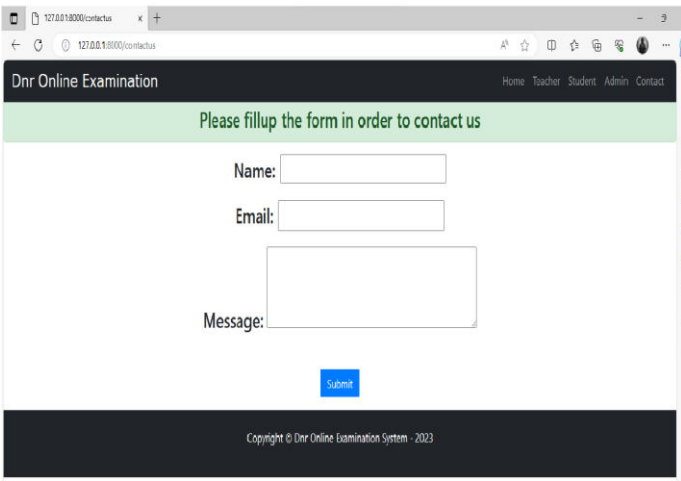 127.0.0.1:8000/contactus
127.0.0.1:8000/contactus
Dnr Online Examination
Home Teacher Student Admin Contact
Please fillup the form in order to contact us
Name:
Email:
Message:
Submit
Copyright © Dnr Online Examination System - 2023